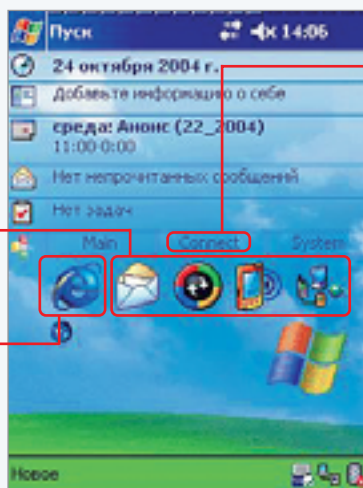 Пуск 14:06
24 октября 2004 г.
Добавьте информацию о себе
среда: Анонс (22_2004)
11:00-0:00
Нет непрочитанных сообщений
Нет задач
Main Connect System
Новое